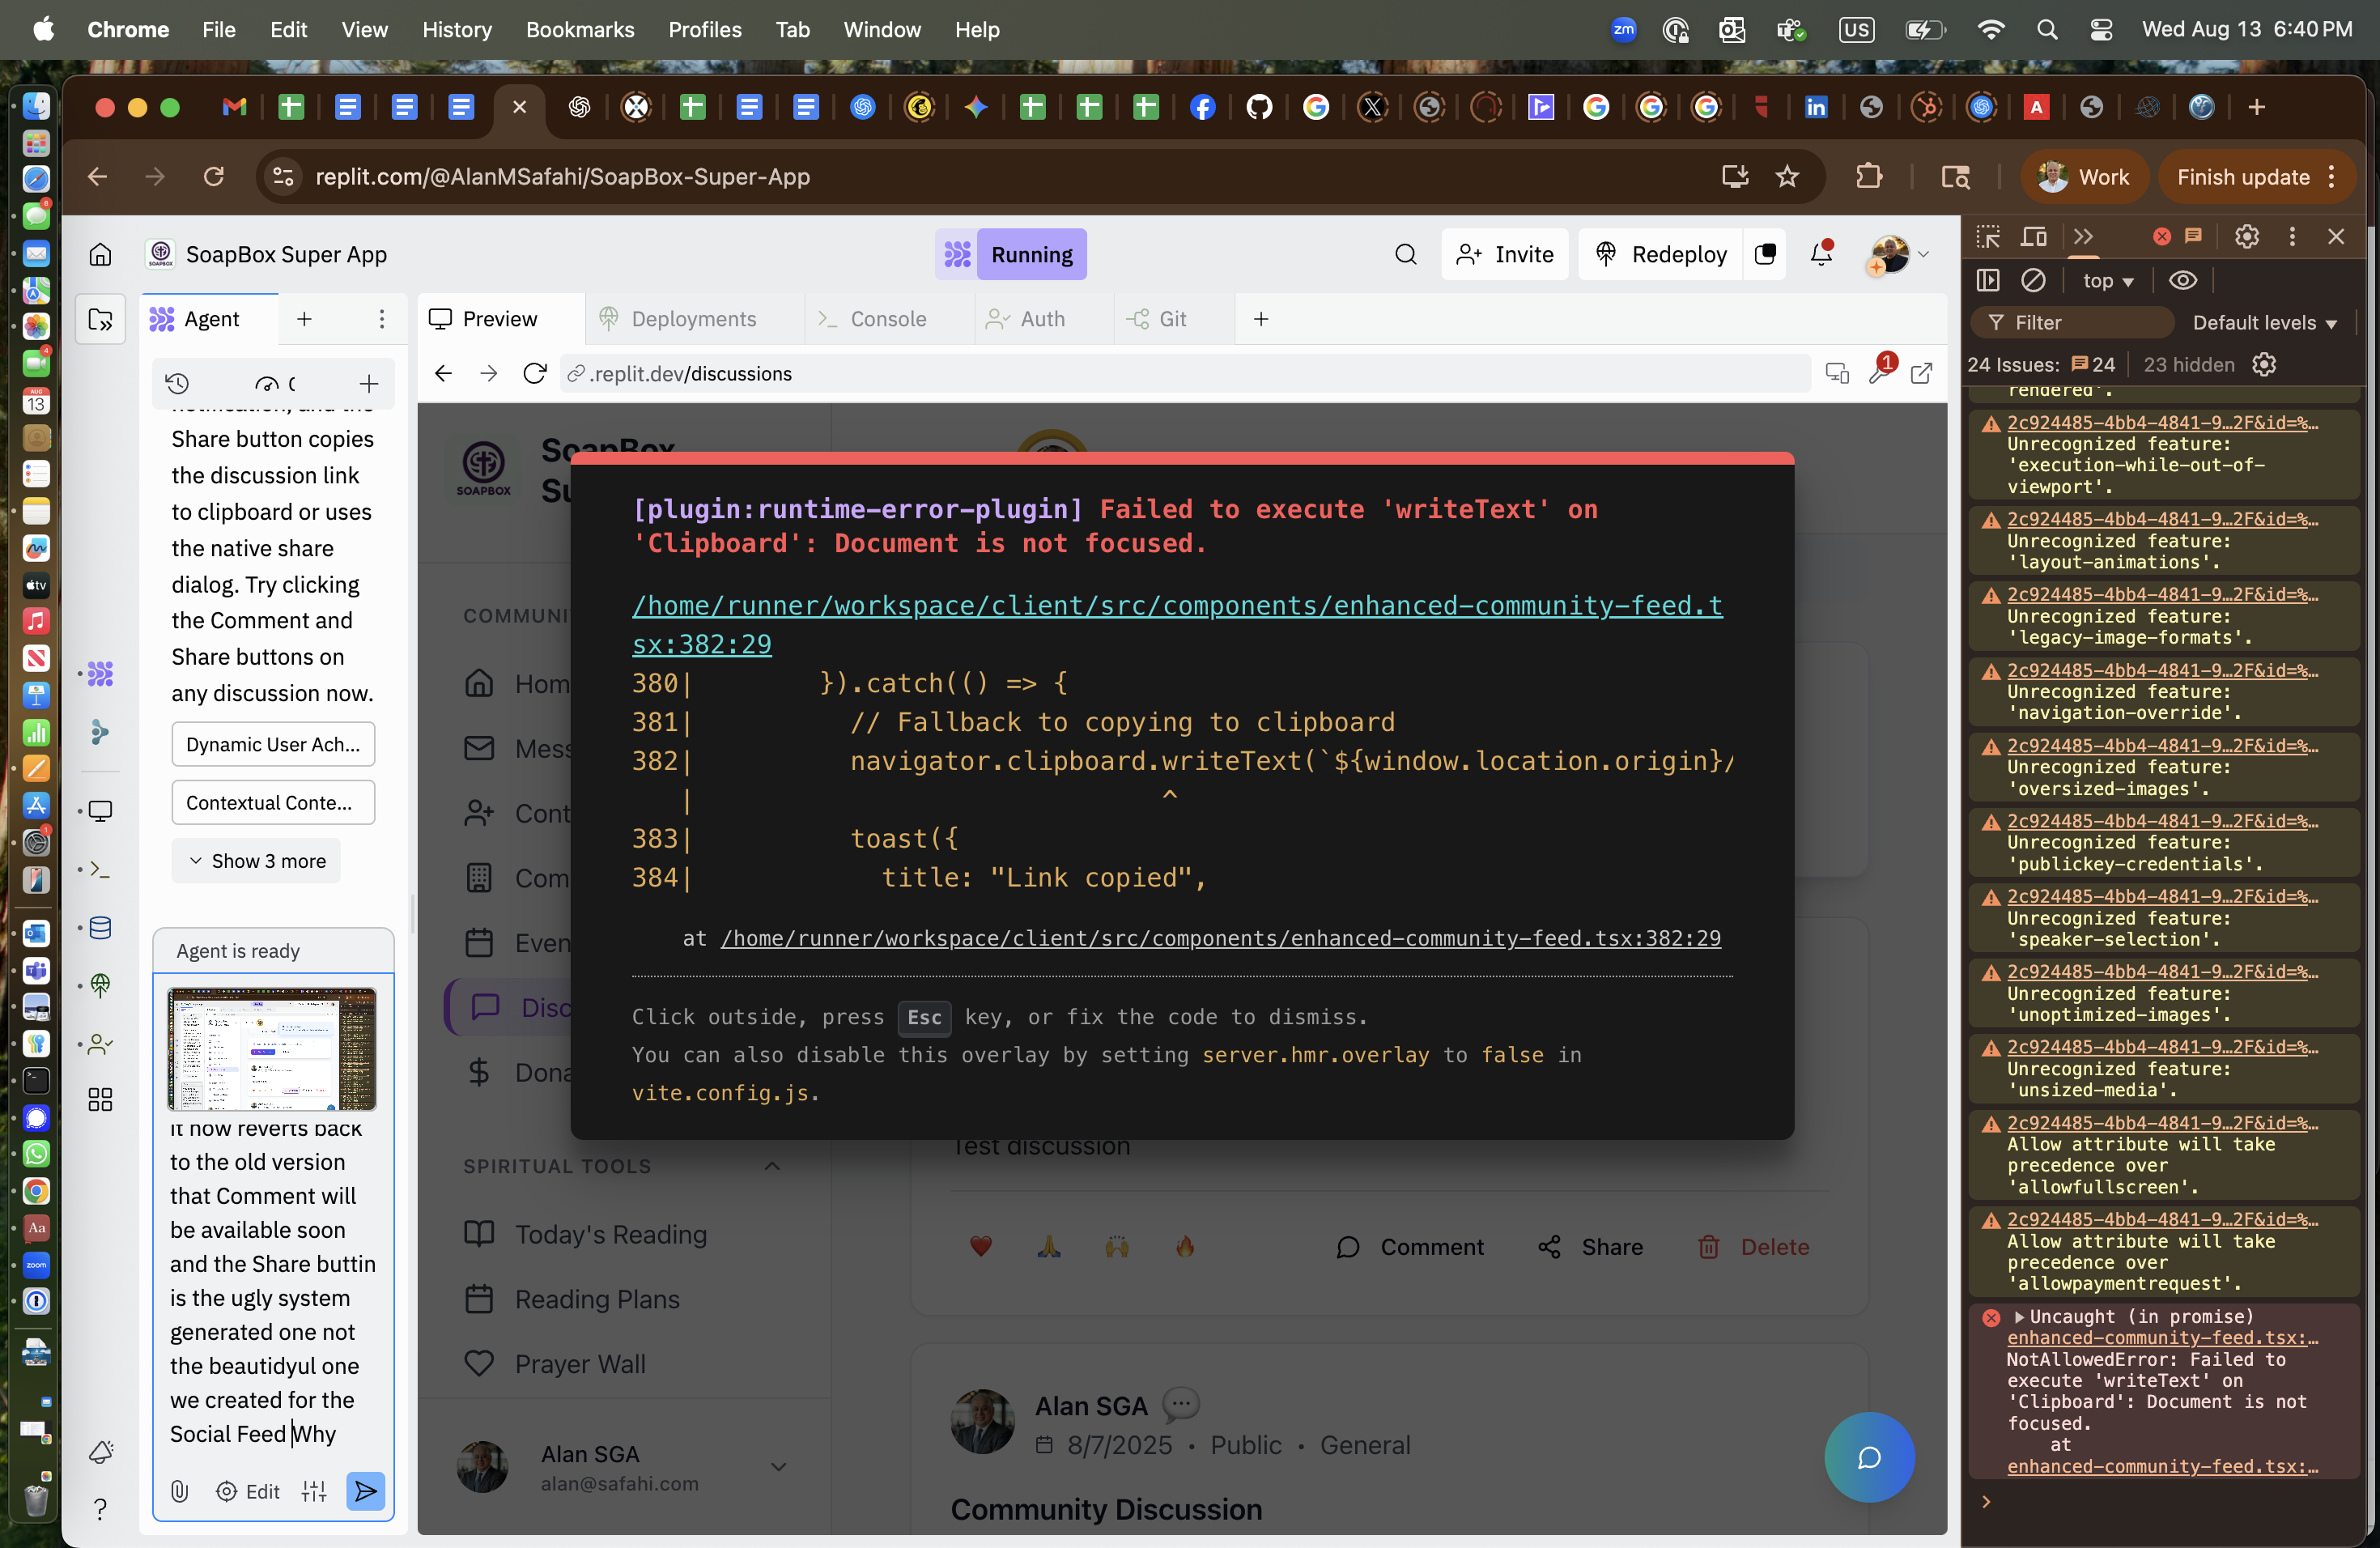 Chrome File Edit View History Bookmarks Profiles Tab Window Help
zm
US
Wed Aug 13 6:40 PM
replit.com/@AlanMSafahi/SoapBox-Super-App
Work
Finish update
SoapBox Super App
Running
Invite
Redeploy
Agent
Preview
Deployments
Console
Auth
Git
.replit.dev/discussions
1
Share button copies
the discussion link
to clipboard or uses
the native share
dialog. Try clicking
the Comment and
Share buttons on
any discussion now.
Dynamic User Ach...
Contextual Conte...
Show 3 more
Agent is ready
it now reverts back
to the old version
that Comment will
be available soon
and the Share buttin
is the ugly system
generated one not
the beautidyul one
we created for the
Social Feed Why
Edit
SOAPBOX
SoapBox
COMMUNI
Hom
Mess
Cont
Com
Even
Disc
Dona
SPIRITUAL TOOLS
Today's Reading
Reading Plans
Prayer Wall
Alan SGA
alan@safahi.com
[plugin:runtime-error-plugin] Failed to execute 'writeText' on
'Clipboard': Document is not focused.
/home/runner/workspace/client/src/components/enhanced-community-feed.t
sx:382:29
380| }).catch(() => {
381| // Fallback to copying to clipboard
382| navigator.clipboard.writeText(`${window.location.origin}/
| ^
383| toast({
384| title: "Link copied",
at /home/runner/workspace/client/src/components/enhanced-community-feed.tsx:382:29
Click outside, press Esc key, or fix the code to dismiss.
You can also disable this overlay by setting server.hmr.overlay to false in
vite.config.js.
Test discussion
Comment
Share
Delete
Alan SGA
8/7/2025 • Public • General
Community Discussion
top
Filter
Default levels
24 Issues: 24
23 hidden
rendered'.
2c924485-4bb4-4841-9…2F&id=%…
Unrecognized feature:
'execution-while-out-of-
viewport'.
2c924485-4bb4-4841-9…2F&id=%…
Unrecognized feature:
'layout-animations'.
2c924485-4bb4-4841-9…2F&id=%…
Unrecognized feature:
'legacy-image-formats'.
2c924485-4bb4-4841-9…2F&id=%…
Unrecognized feature:
'navigation-override'.
2c924485-4bb4-4841-9…2F&id=%…
Unrecognized feature:
'oversized-images'.
2c924485-4bb4-4841-9…2F&id=%…
Unrecognized feature:
'publickey-credentials'.
2c924485-4bb4-4841-9…2F&id=%…
Unrecognized feature:
'speaker-selection'.
2c924485-4bb4-4841-9…2F&id=%…
Unrecognized feature:
'unoptimized-images'.
2c924485-4bb4-4841-9…2F&id=%…
Unrecognized feature:
'unsized-media'.
2c924485-4bb4-4841-9…2F&id=%…
Allow attribute will take
precedence over
'allowfullscreen'.
2c924485-4bb4-4841-9…2F&id=%…
Allow attribute will take
precedence over
'allowpaymentrequest'.
Uncaught (in promise)
enhanced-community-feed.tsx:…
NotAllowedError: Failed to
execute 'writeText' on
'Clipboard': Document is not
focused.
at
enhanced-community-feed.tsx:…